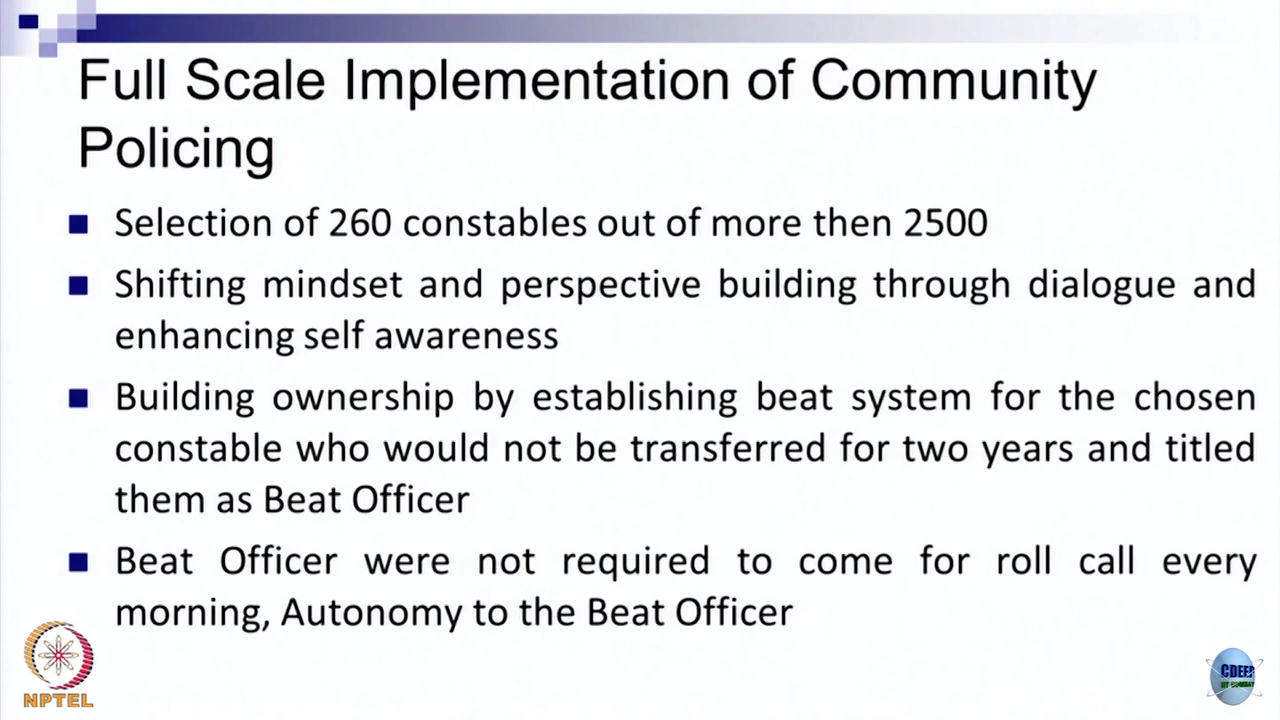 Full Scale Implementation of Community
Policing
Selection of 260 constables out of more then 2500
Shifting mindset and perspective building through dialogue and
enhancing self awareness
Building ownership by establishing beat system for the chosen
constable who would not be transferred for two years and titled
them as Beat Officer
Beat Officer were not required to come for roll call every
morning, Autonomy to the Beat Officer
NPTEL
CDEEP
IIT BOMBAY